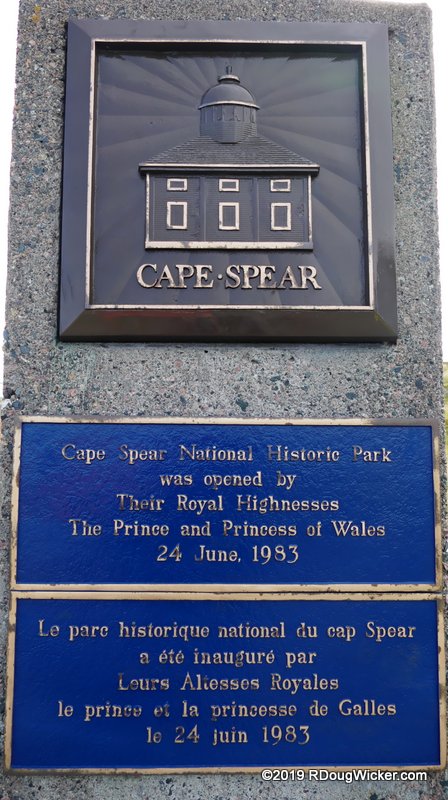 CAPE·SPEAR
Cape Spear National Historic Park
was opened by
Their Royal Highnesses
The Prince and Princess of Wales
24 June, 1983
Le parc historique national du cap Spear
a été inauguré par
Leurs Altesses Royales
le prince et la princesse de Galles
le 24 juin 1983
©2019 RDougWicker.com